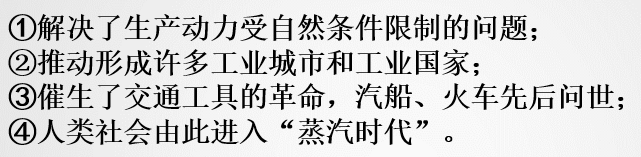 ①解决了生产动力受自然条件限制的问题；
②推动形成许多工业城市和工业国家；
③催生了交通工具的革命，汽船、火车先后问世；
④人类社会由此进入“蒸汽时代”。